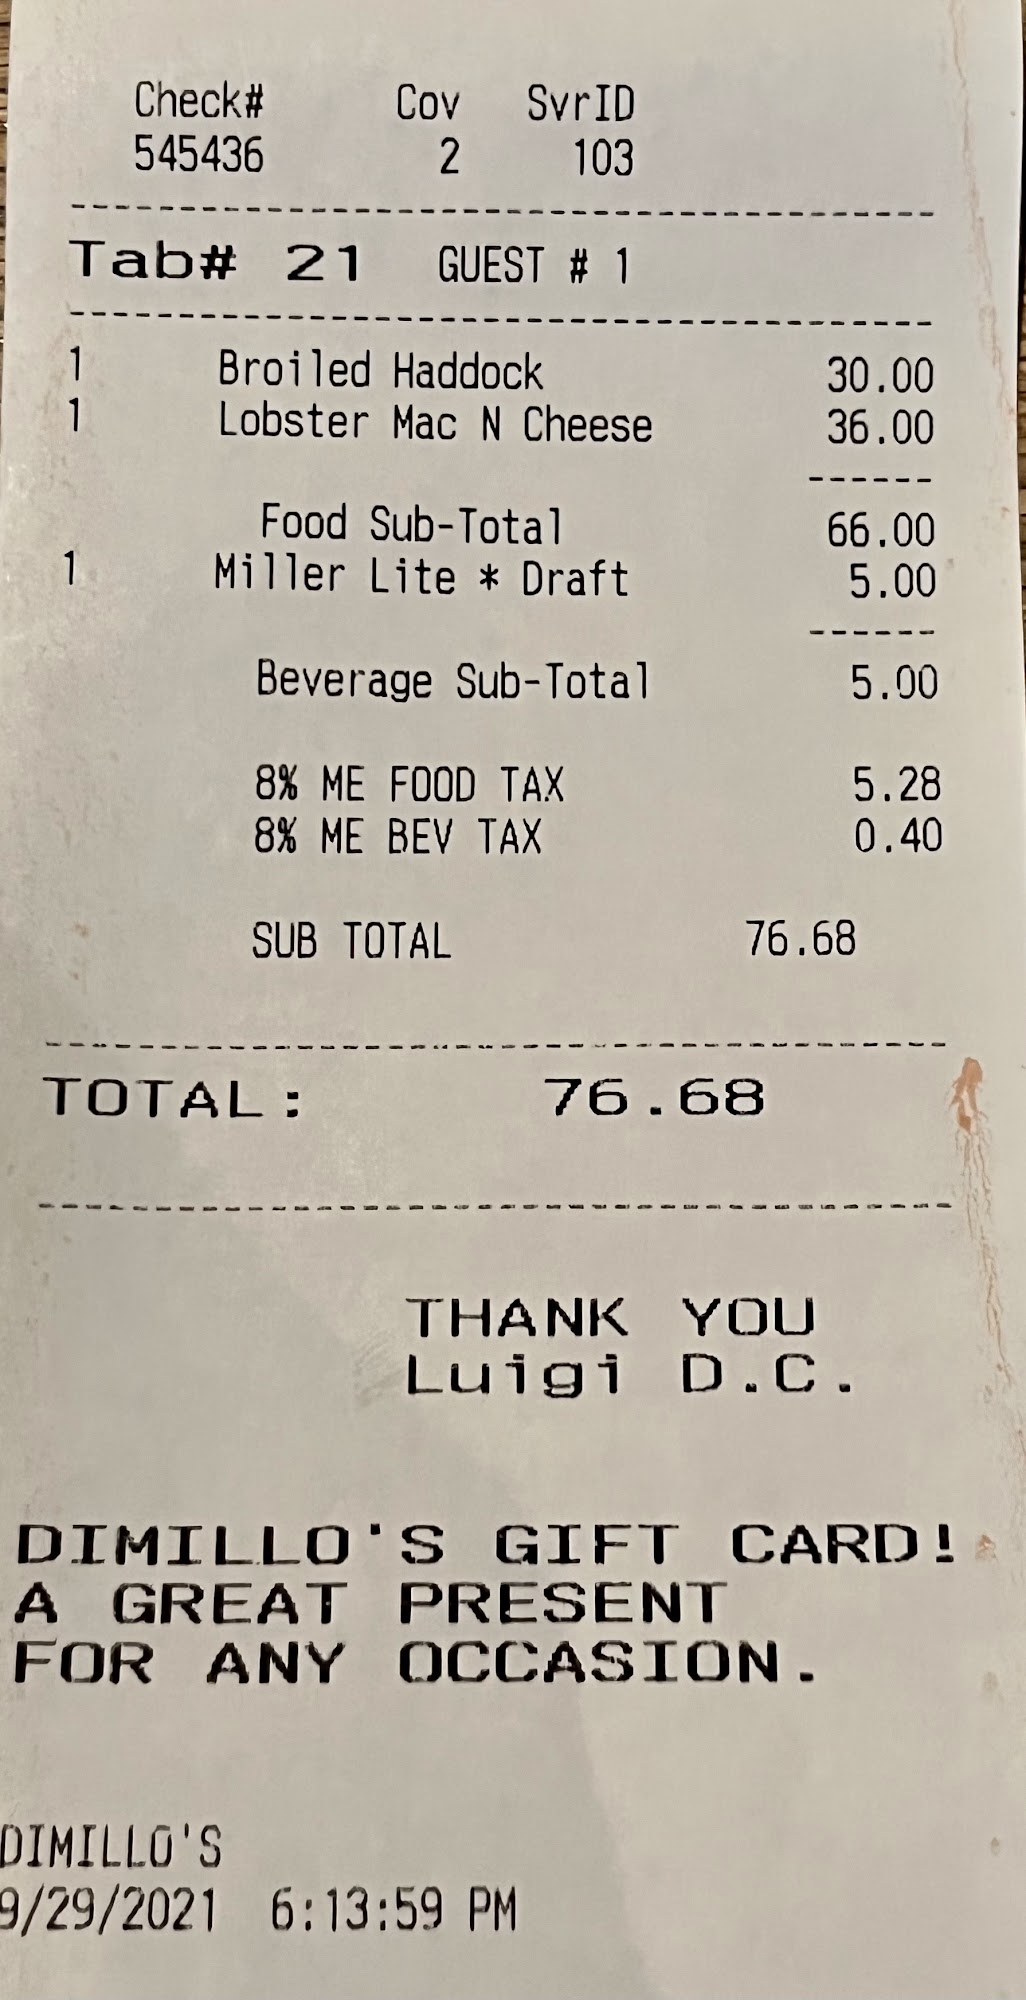 Check# Cov SvrID
545436 2 103
Tab# 21 GUEST # 1
1 Broiled Haddock 30.00
1 Lobster Mac N Cheese 36.00
Food Sub-Total 66.00
1 Miller Lite * Draft 5.00
Beverage Sub-Total 5.00
8% ME FOOD TAX 5.28
8% ME BEV TAX 0.40
SUB TOTAL 76.68
TOTAL: 76.68
THANK YOU
Luigi D.C.
DIMILLO'S GIFT CARD!
A GREAT PRESENT
FOR ANY OCCASION.
DIMILLO'S
9/29/2021 6:13:59 PM